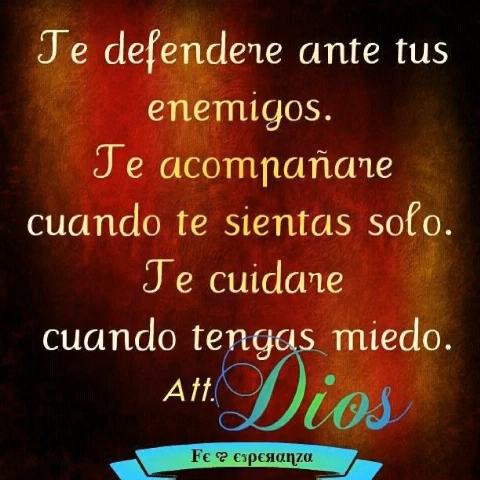 Te defendere ante tus
enemigos.
Te acompañare
cuando te sientas solo.
Te cuidare
cuando tengas miedo.
Att. Dios
Fe ღ esperanza